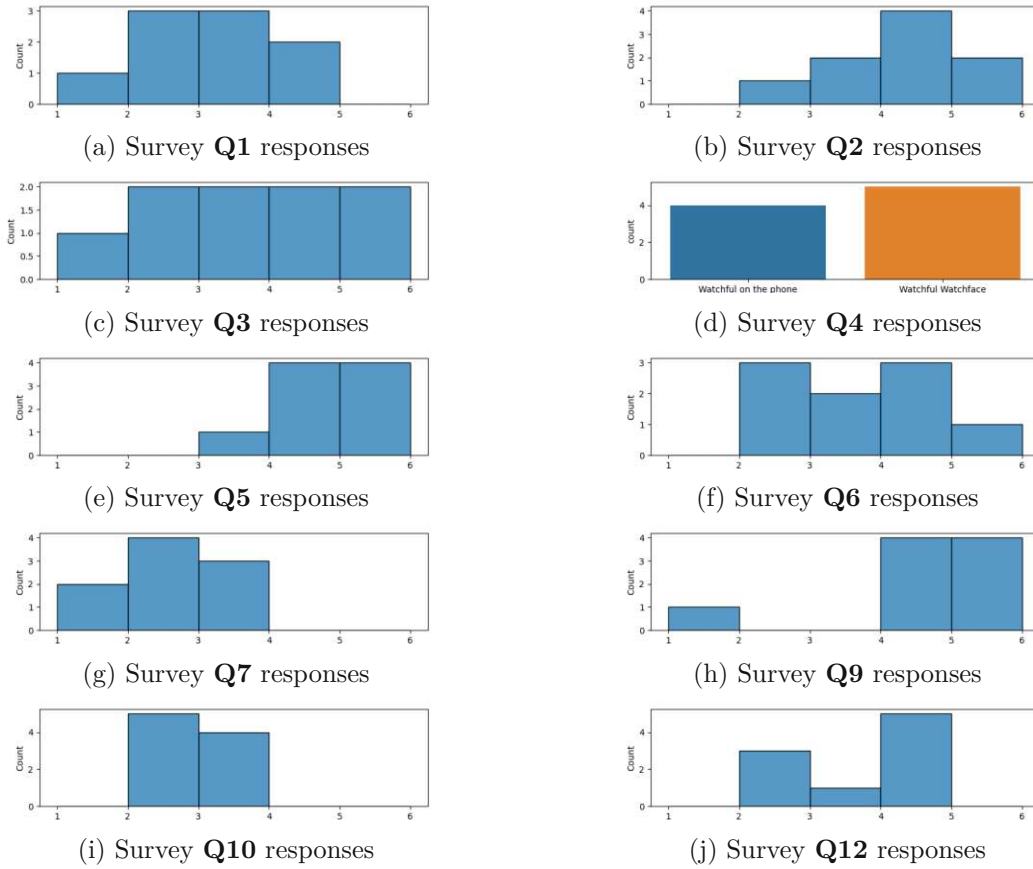 Count
3
2
1
0
1 2 3 4 5 6
(a) Survey Q1 responses
Count
4
3
2
1
0
1 2 3 4 5 6
(b) Survey Q2 responses
Count
2.0
1.5
1.0
0.5
0.0
1 2 3 4 5 6
(c) Survey Q3 responses
count
4
2
0
Watchful on the phone Watchful Watchface
(d) Survey Q4 responses
Count
4
3
2
1
0
1 2 3 4 5 6
(e) Survey Q5 responses
Count
3
2
1
0
1 2 3 4 5 6
(f) Survey Q6 responses
Count
4
3
2
1
0
1 2 3 4 5 6
(g) Survey Q7 responses
Count
4
3
2
1
0
1 2 3 4 5 6
(h) Survey Q9 responses
Count
4
2
0
1 2 3 4 5 6
(i) Survey Q10 responses
Count
4
2
0
1 2 3 4 5 6
(j) Survey Q12 responses